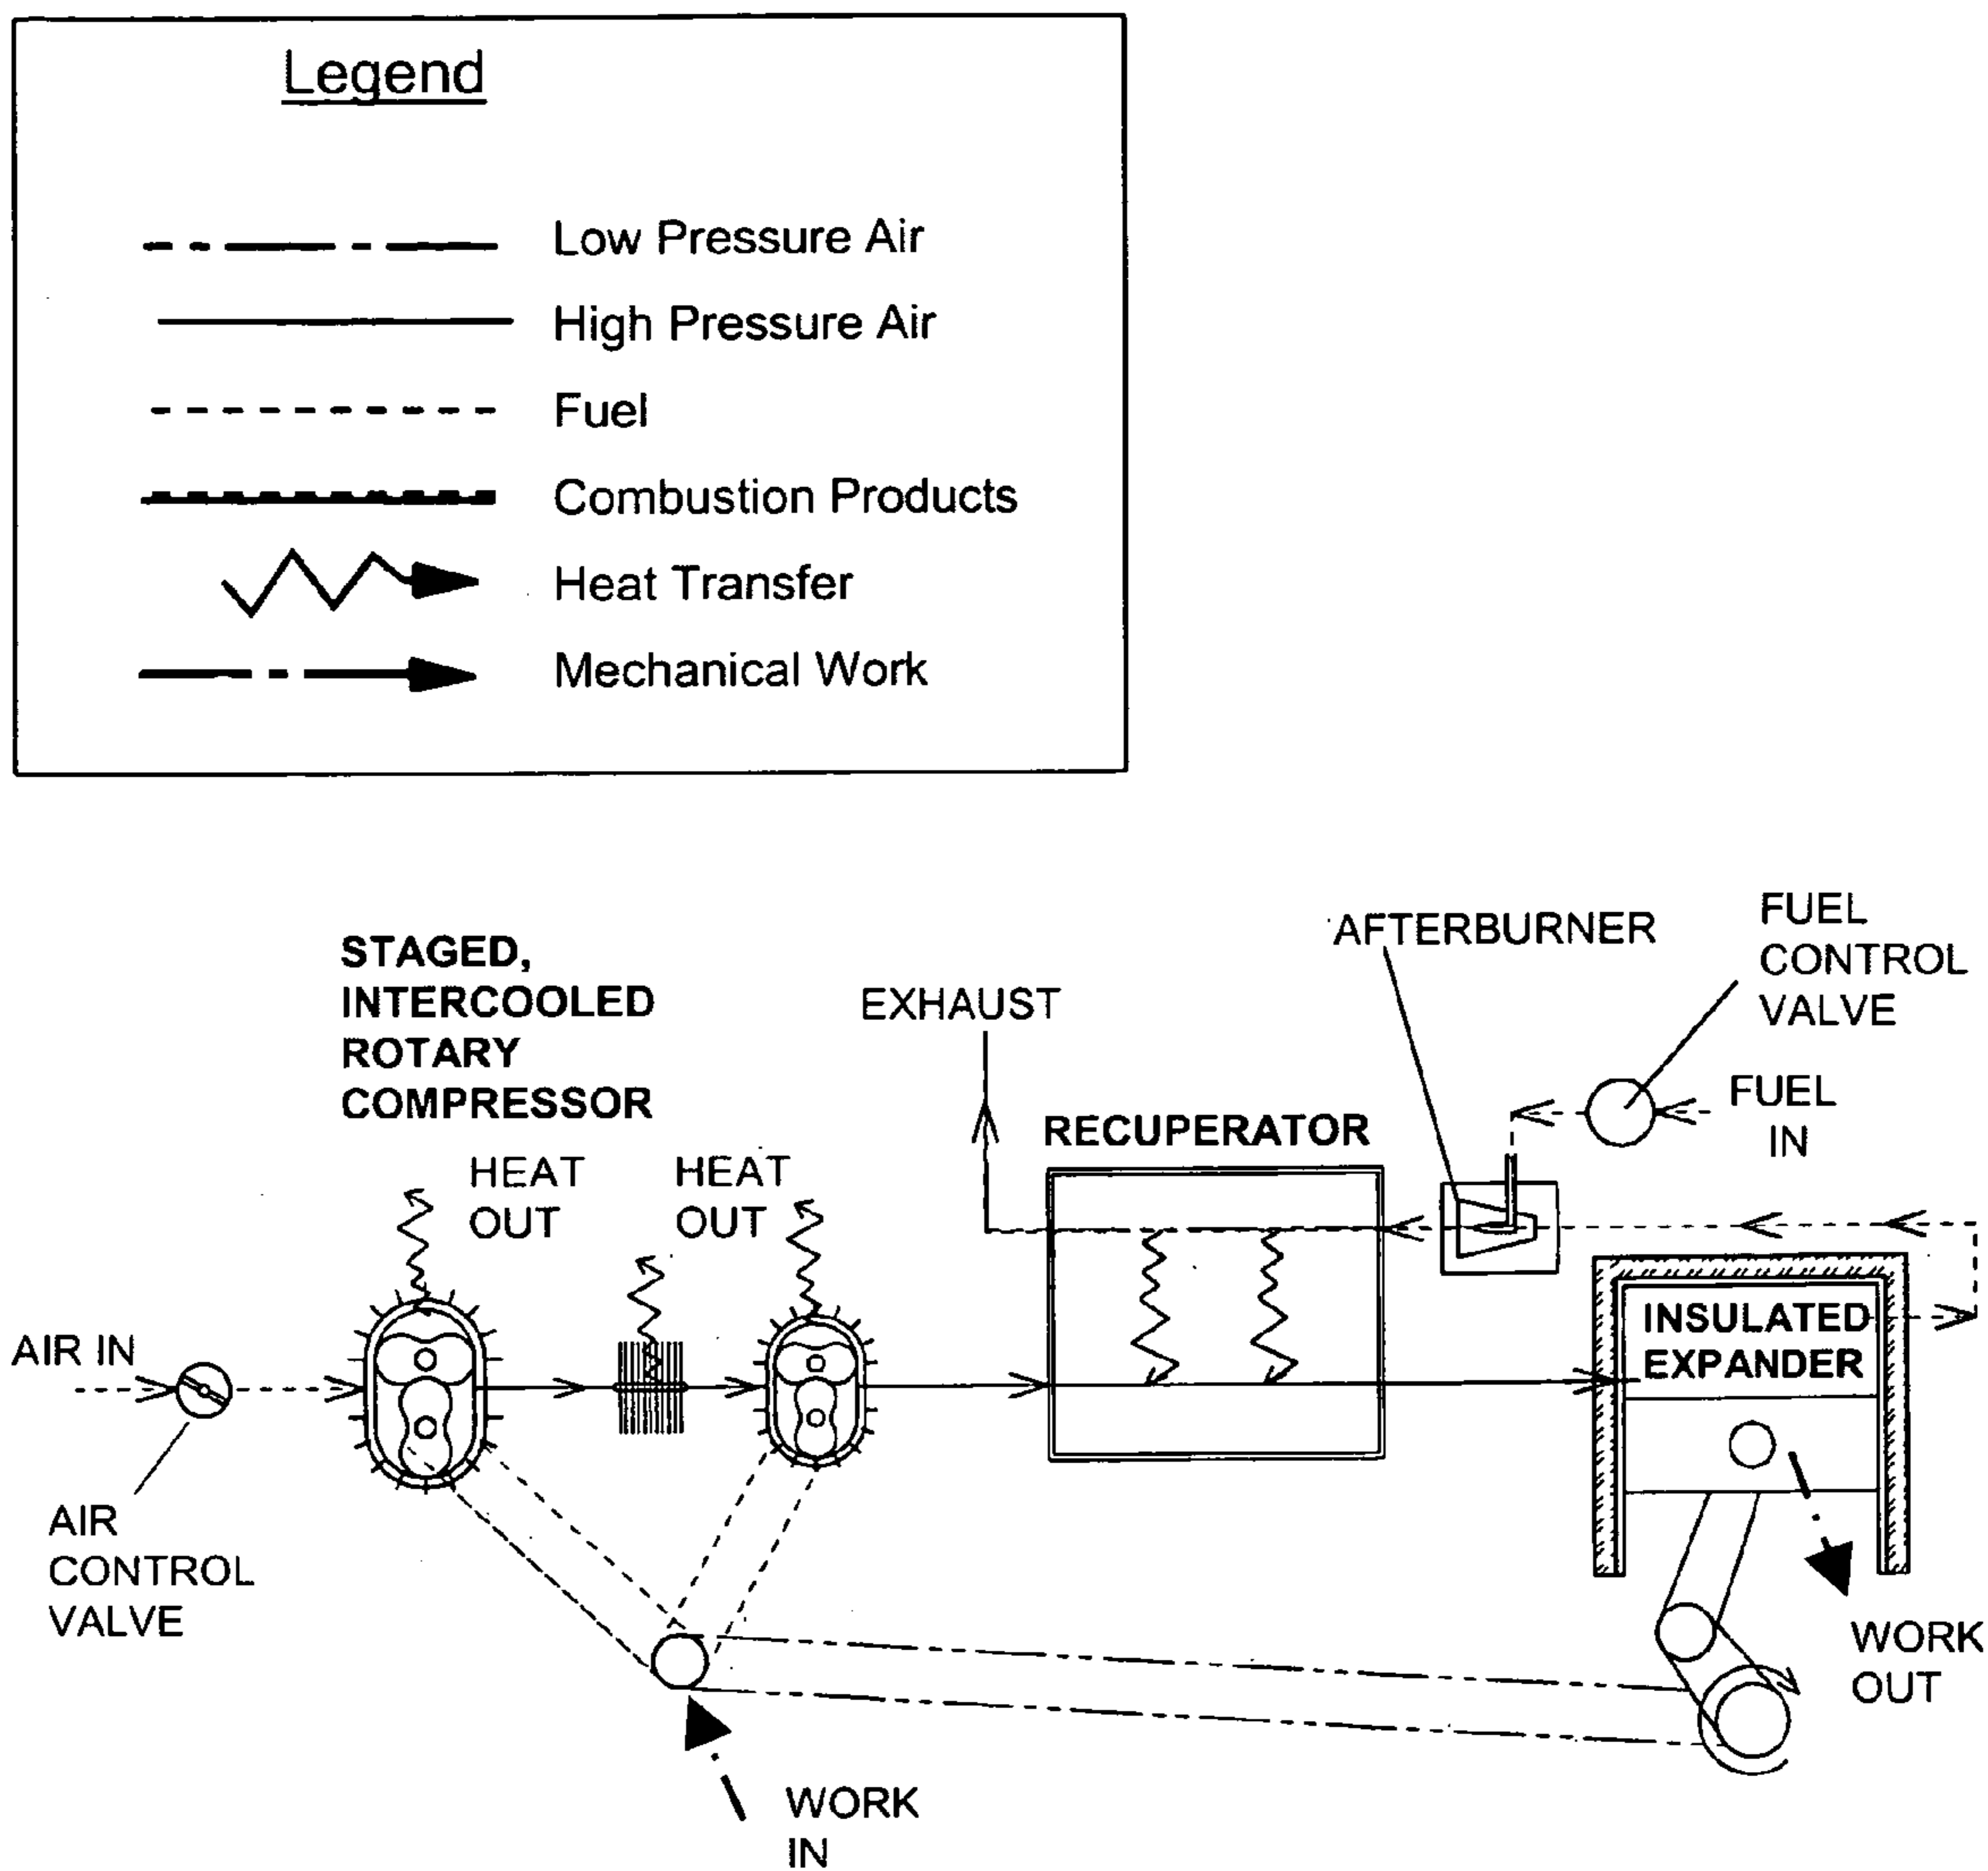 Legend
Low Pressure Air
High Pressure Air
Fuel
Combustion Products
Heat Transfer
Mechanical Work
STAGED,
INTERCOOLED
ROTARY
COMPRESSOR
HEAT
OUT
HEAT
OUT
AIR IN
AIR
CONTROL
VALVE
EXHAUST
RECUPERATOR
AFTERBURNER
FUEL
CONTROL
VALVE
FUEL
IN
INSULATED
EXPANDER
WORK
OUT
WORK
IN